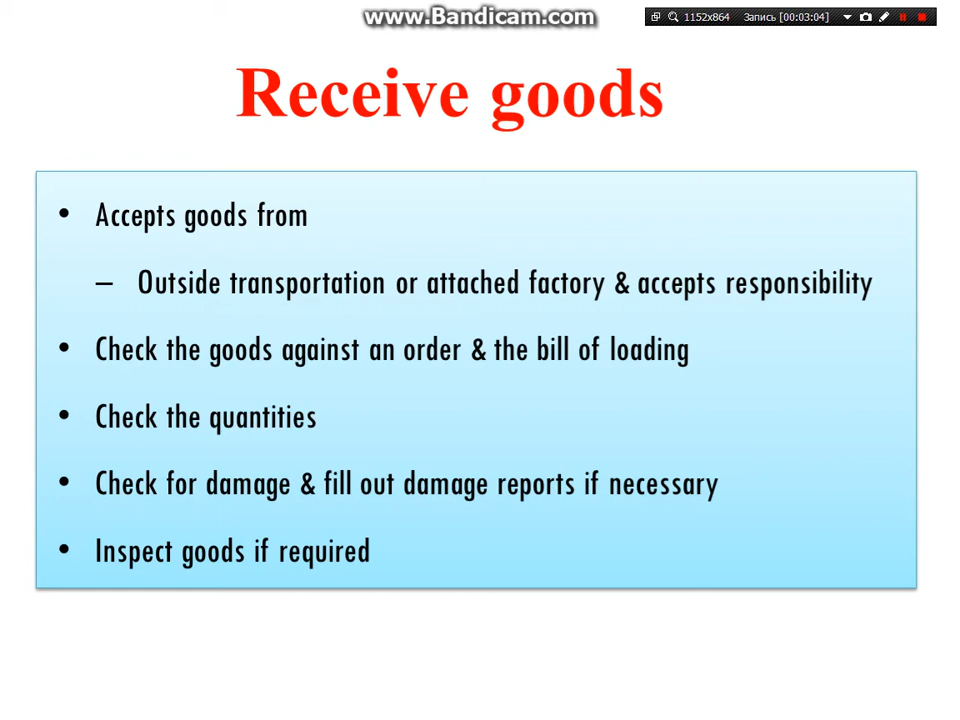 www.Bandicam.com
1152x864 Запись [00:03:04]
Receive goods
• Accepts goods from
– Outside transportation or attached factory & accepts responsibility
• Check the goods against an order & the bill of loading
• Check the quantities
• Check for damage & fill out damage reports if necessary
• Inspect goods if required